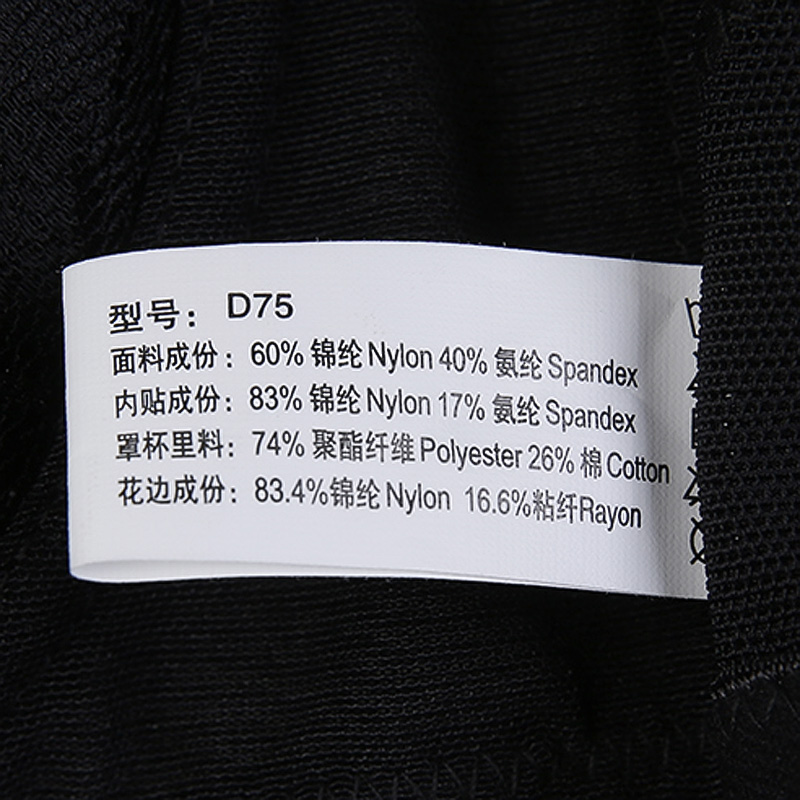 型号： D75
面料成份：60% 锦纶 Nylon 40% 氨纶 Spandex
内贴成份：83% 锦纶 Nylon 17% 氨纶 Spandex
罩杯里料：74% 聚酯纤维 Polyester 26% 棉 Cotton
花边成份：83.4%锦纶 Nylon 16.6%粘纤Rayon